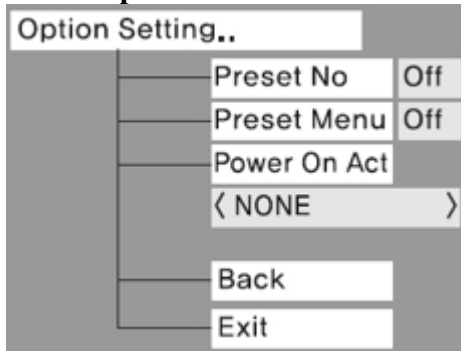 Option Setting..
Preset No Off
Preset Menu Off
Power On Act
〈 NONE 〉
Back
Exit